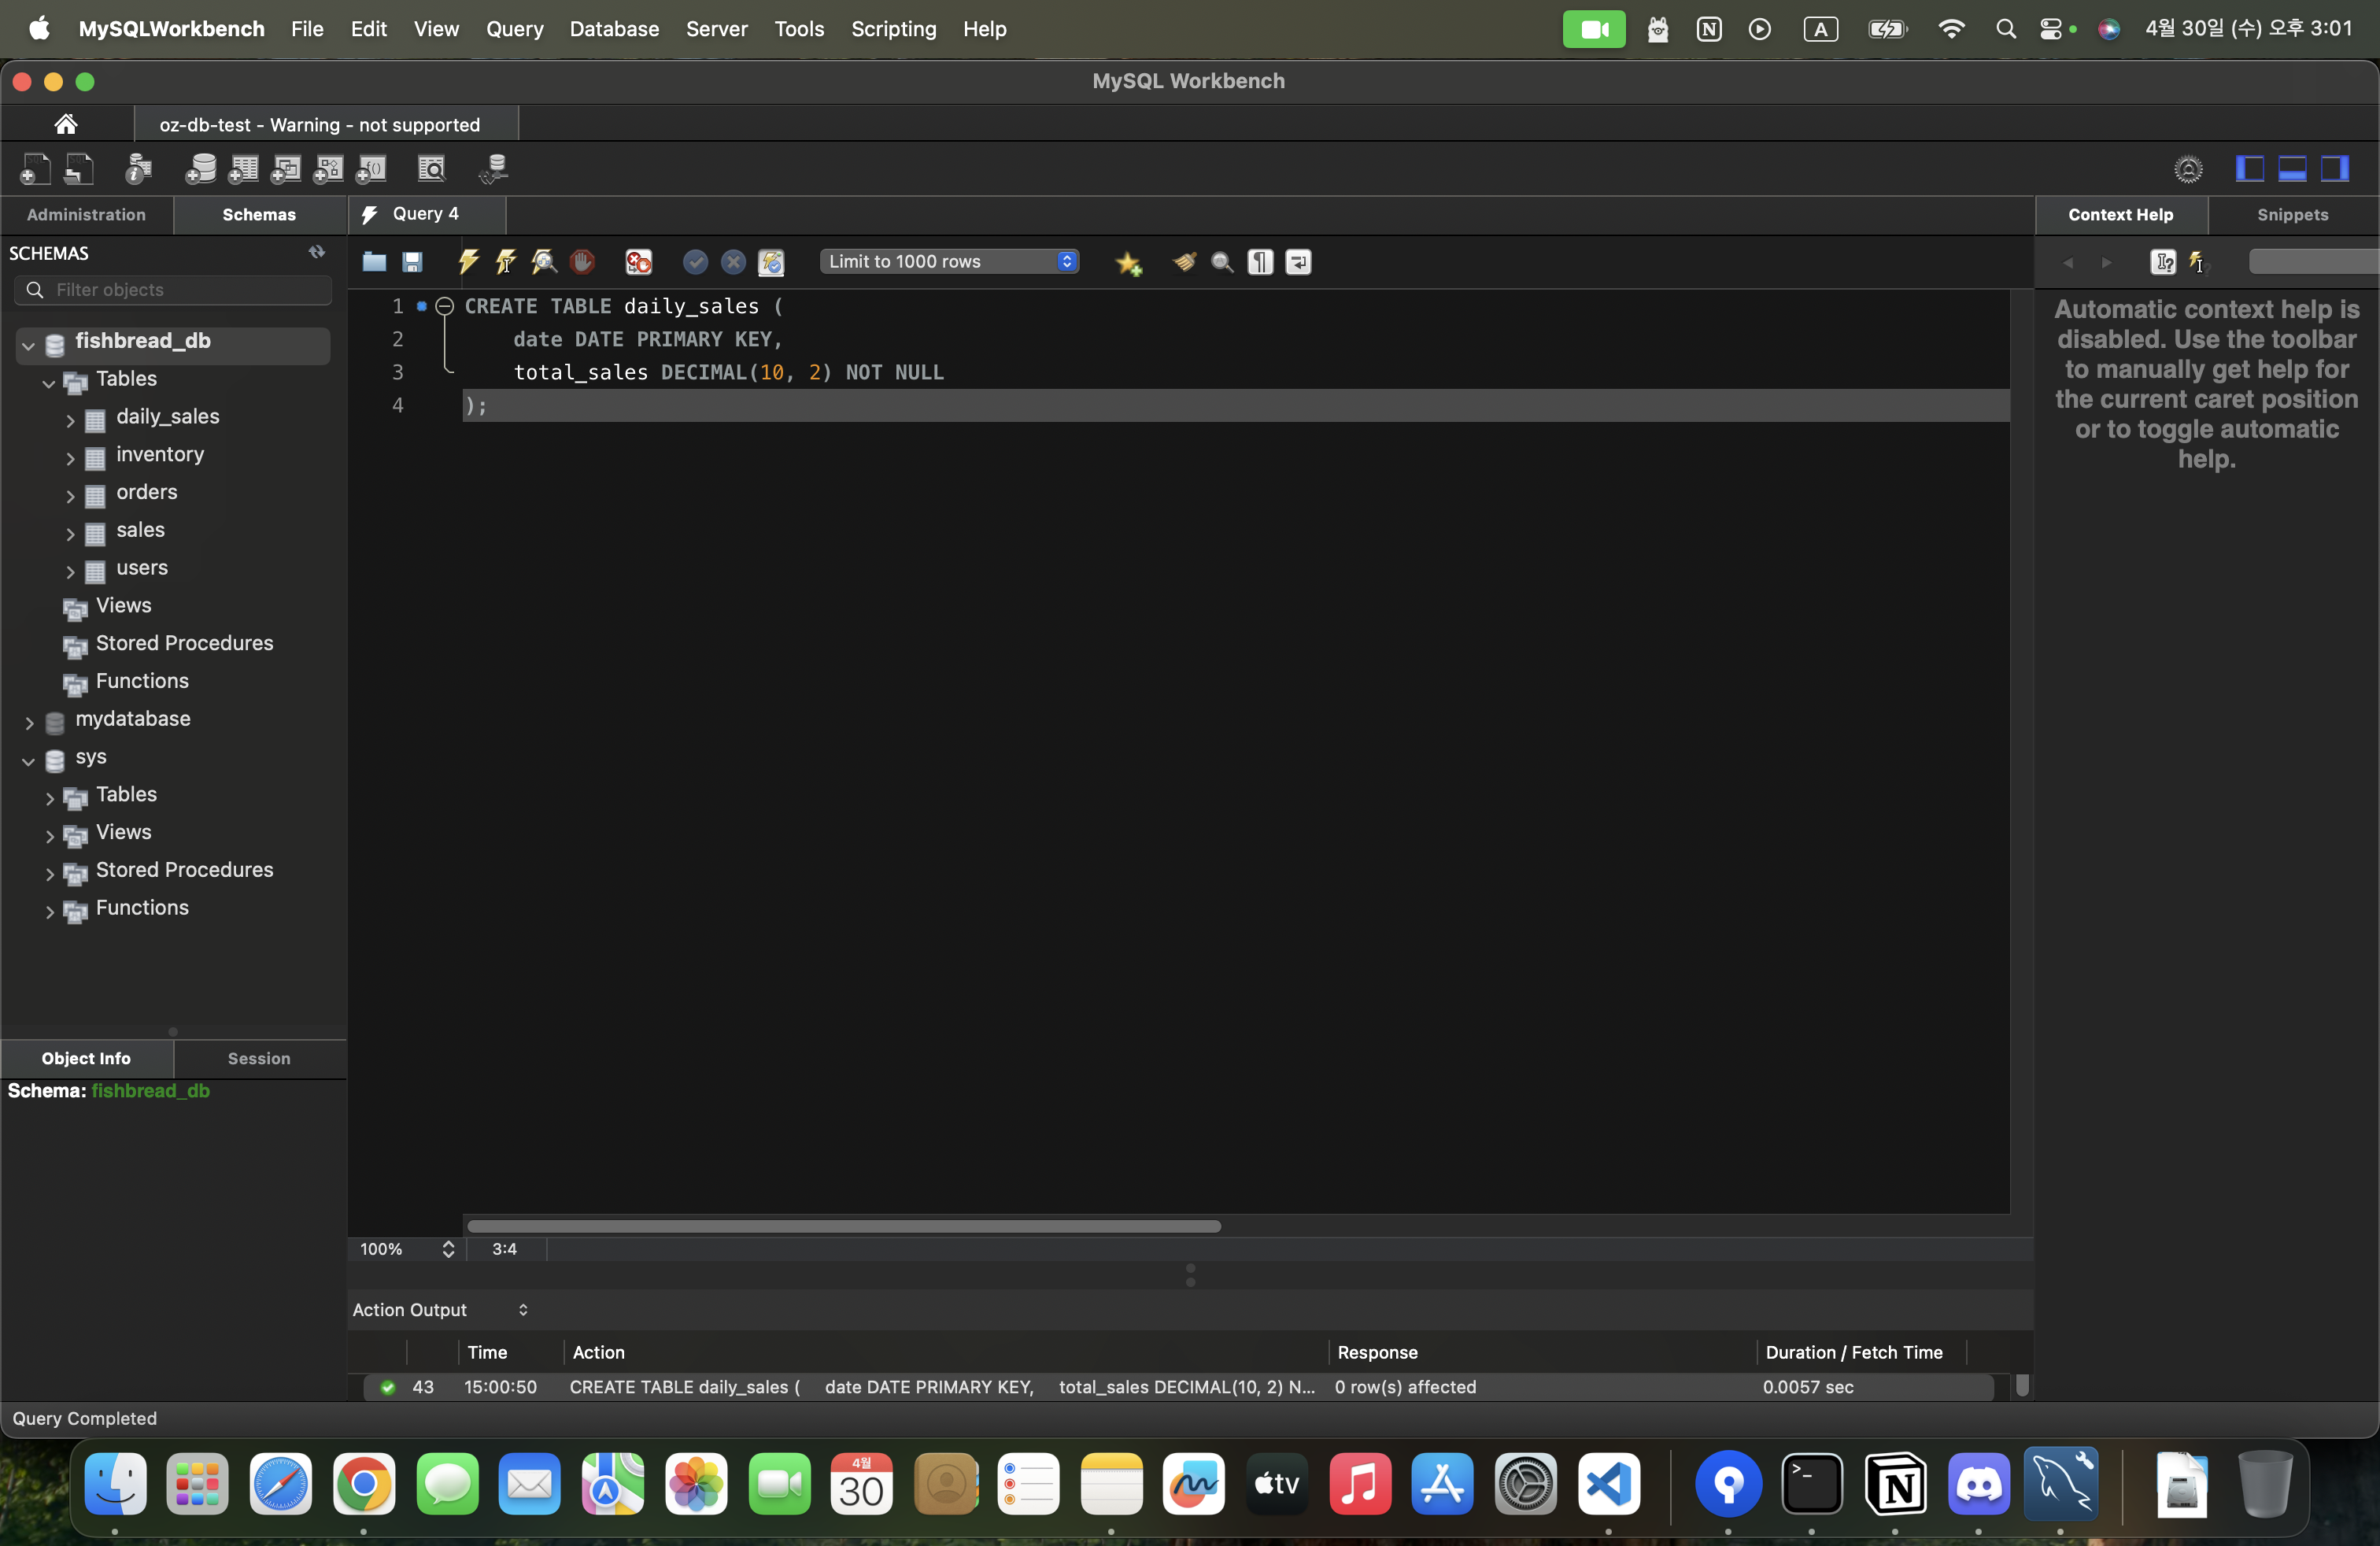 MySQLWorkbench File Edit View Query Database Server Tools Scripting Help A 4월 30일 (수) 오후 3:01
MySQL Workbench
oz-db-test - Warning - not supported
Administration Schemas Query 4 Context Help Snippets
SCHEMAS
Limit to 1000 rows
Filter objects
1 CREATE TABLE daily_sales (
2 date DATE PRIMARY KEY,
3 total_sales DECIMAL(10, 2) NOT NULL
4 );
Automatic context help is
disabled. Use the toolbar
to manually get help for
the current caret position
or to toggle automatic
help.
fishbread_db
Tables
daily_sales
inventory
orders
sales
users
Views
Stored Procedures
Functions
mydatabase
sys
Tables
Views
Stored Procedures
Functions
Object Info Session
Schema: fishbread_db
100% 3:4
Action Output
Time Action Response Duration / Fetch Time
43 15:00:50 CREATE TABLE daily_sales ( date DATE PRIMARY KEY, total_sales DECIMAL(10, 2) N... 0 row(s) affected 0.0057 sec
Query Completed
4월
30
tv